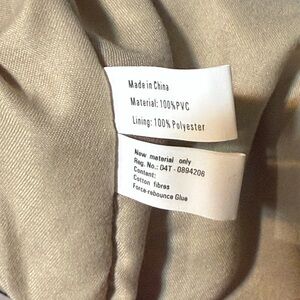 Made in China
Material: 100% PVC
Lining: 100% Polyester
New material only
Reg. No.: 04T - 0894206
Content:
Cotton fibres
Force-rebounce Glue